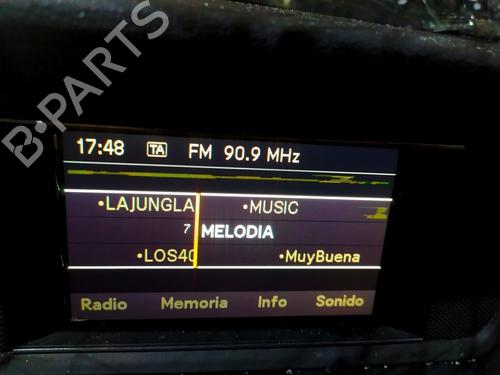 B-PARTS
17:48 TA FM 90.9 MHz
•LAJUNGLA •MUSIC
7 MELODIA
•LOS40 •MuyBuena
Radio Memoria Info Sonido